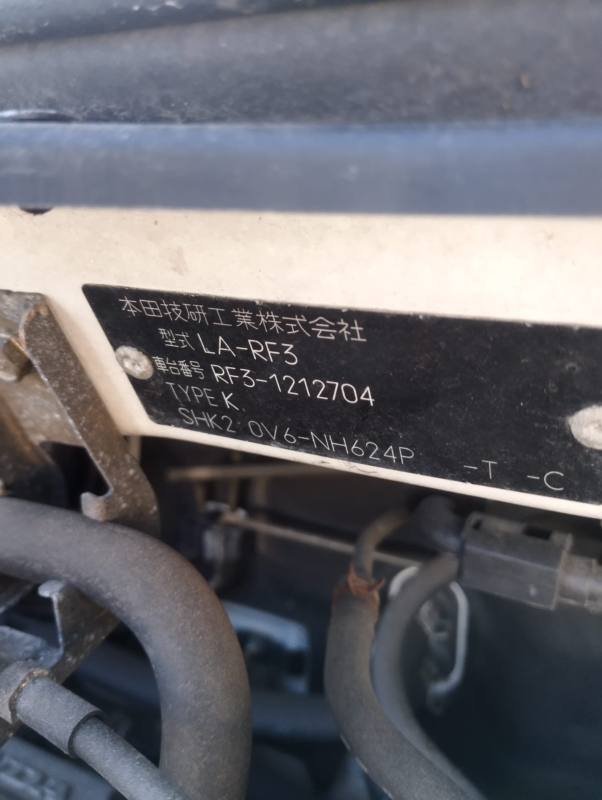 本田技研工業株式会社
型式 LA-RF3
車台番号 RF3-1212704
TYPE K
SHK2 0V6-NH624P -T -C